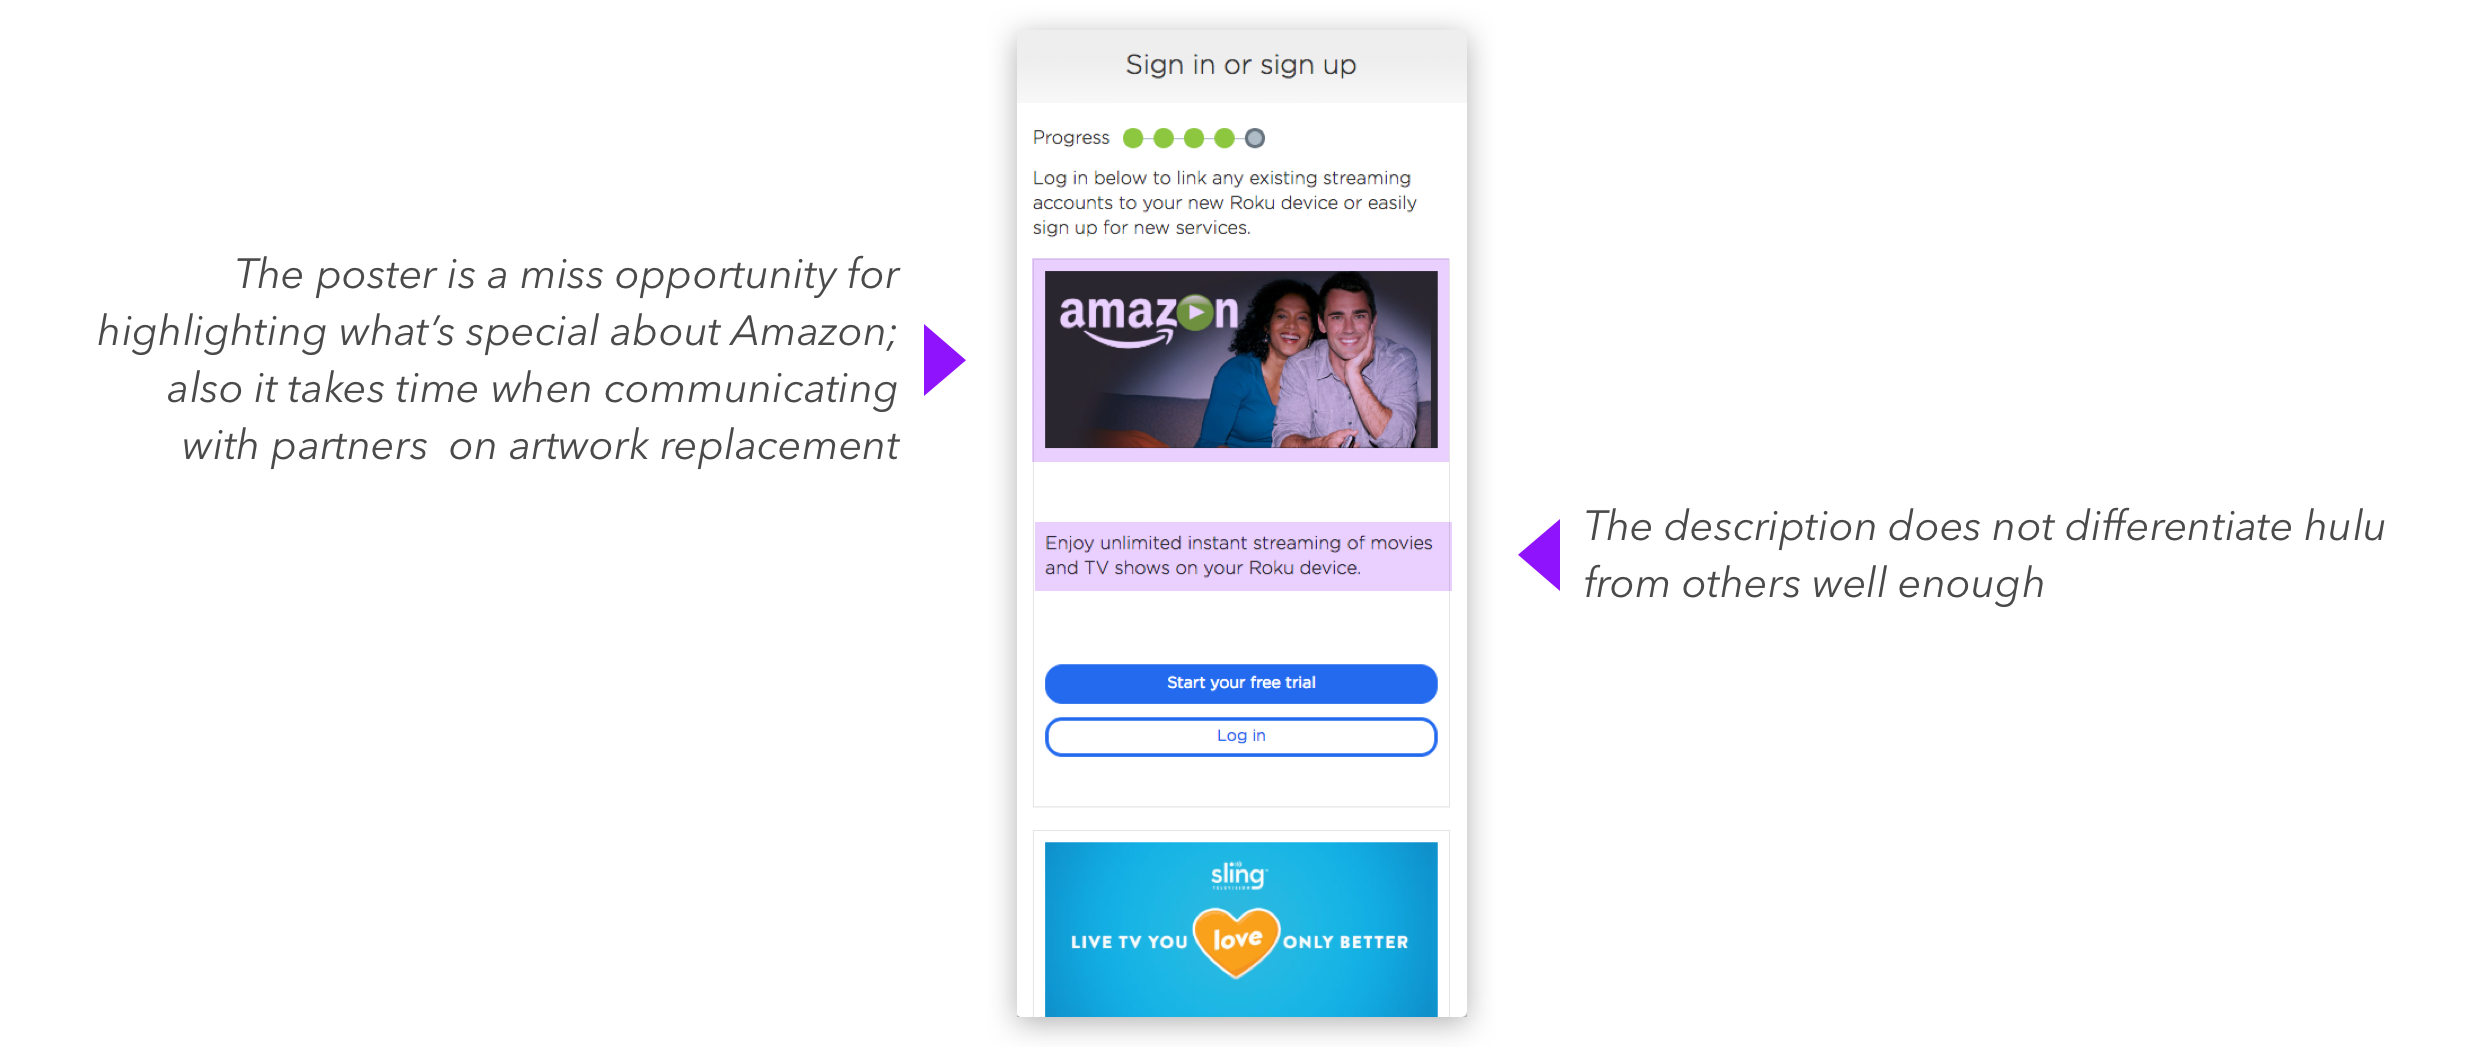 Sign in or sign up
Progress
Log in below to link any existing streaming
accounts to your new Roku device or easily
sign up for new services.
The poster is a miss opportunity for
highlighting what's special about Amazon;
also it takes time when communicating
with partners  on artwork replacement
amazon
The description does not differentiate hulu
from others well enough
Enjoy unlimited instant streaming of movies
and TV shows on your Roku device.
Start your free trial
Log in
sling
TELEVISION
LIVE TV YOU love ONLY BETTER